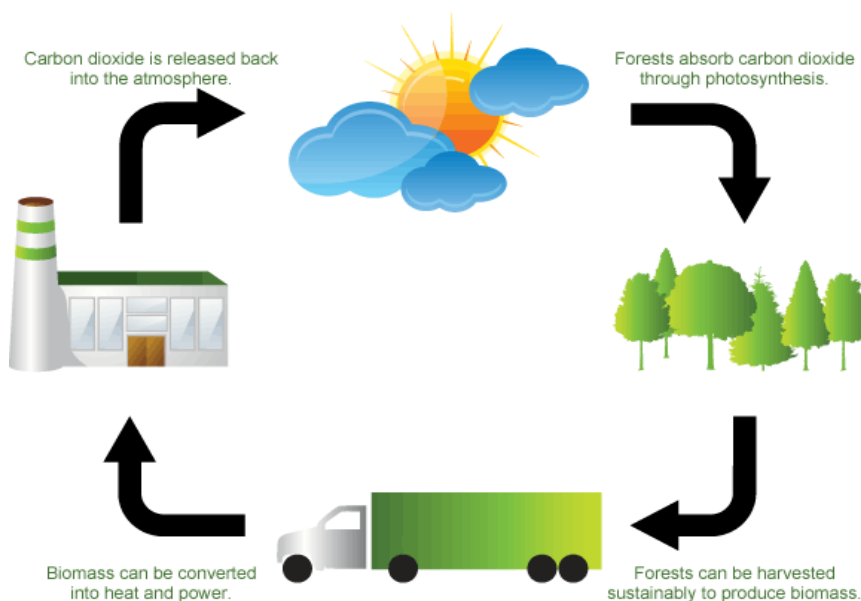 Carbon dioxide is released back
into the atmosphere.
Forests absorb carbon dioxide
through photosynthesis.
Biomass can be converted
into heat and power.
Forests can be harvested
sustainably to produce biomass.